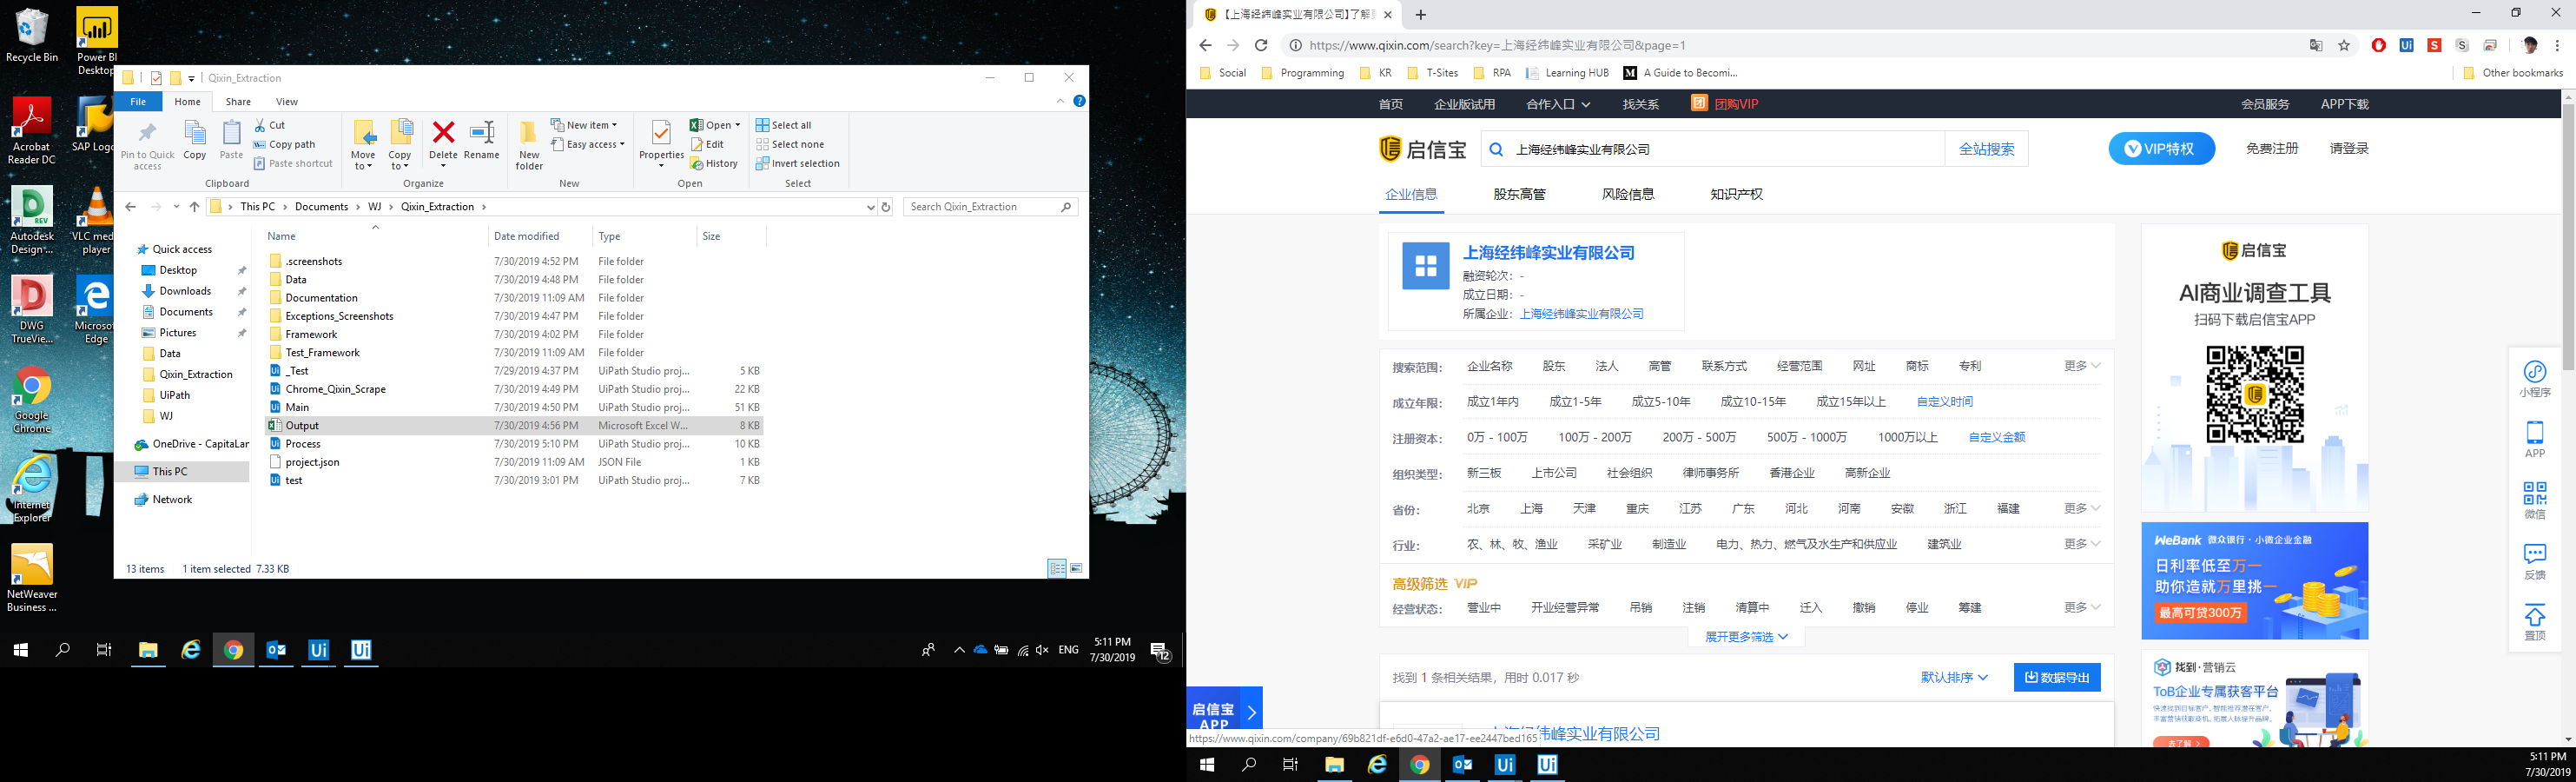 Recycle Bin
Power BI
Desktop
Acrobat
Reader DC
SAP Logo
Autodesk
Design ...
VLC med
player
DWG
TrueVie...
Microso
Edge
Google
Chrome
Internet
Explorer
NetWeaver
Business ...
Qixin_Extraction
File
Home
Share
View
Pin to Quick
access
Copy
Paste
Cut
Copy path
Paste shortcut
Clipboard
Move
to
Copy
to
Delete
Rename
Organize
New
folder
New item
Easy access
New
Properties
Open
Edit
History
Open
Select all
Select none
Invert selection
Select
This PC
Documents
WJ
Qixin_Extraction
Search Qixin_Extraction
Quick access
Desktop
Downloads
Documents
Pictures
Data
Qixin_Extraction
UiPath
WJ
OneDrive - CapitaLan
This PC
Network
Name Date modified Type Size
.screenshots 7/30/2019 4:52 PM File folder
Data 7/30/2019 4:48 PM File folder
Documentation 7/30/2019 11:09 AM File folder
Exceptions_Screenshots 7/30/2019 4:47 PM File folder
Framework 7/30/2019 4:02 PM File folder
Test_Framework 7/30/2019 11:09 AM File folder
_Test 7/29/2019 4:37 PM UiPath Studio proj... 5 KB
Chrome_Qixin_Scrape 7/30/2019 4:49 PM UiPath Studio proj... 22 KB
Main 7/30/2019 4:50 PM UiPath Studio proj... 51 KB
Output 7/30/2019 4:56 PM Microsoft Excel W... 8 KB
Process 7/30/2019 5:10 PM UiPath Studio proj... 10 KB
project.json 7/30/2019 11:09 AM JSON File 1 KB
test 7/30/2019 3:01 PM UiPath Studio proj... 7 KB
13 items 1 item selected 7.33 KB
ENG
5:11 PM
7/30/2019
12
【上海经纬峰实业有限公司】了解
https://www.qixin.com/search?key=上海经纬峰实业有限公司&page=1
Social Programming KR T-Sites RPA Learning HUB A Guide to Becomi... Other bookmarks
首页 企业版试用 合作入口 找关系 团 团购VIP 会员服务 APP下载
启信宝 上海经纬峰实业有限公司 全站搜索 VIP特权 免费注册 请登录
企业信息 股东高管 风险信息 知识产权
上海经纬峰实业有限公司
融资轮次: -
成立日期: -
所属企业: 上海经纬峰实业有限公司
搜索范围: 企业名称 股东 法人 高管 联系方式 经营范围 网址 商标 专利 更多
成立年限: 成立1年内 成立1-5年 成立5-10年 成立10-15年 成立15年以上 自定义时间
注册资本: 0万 - 100万 100万 - 200万 200万 - 500万 500万 - 1000万 1000万以上 自定义金额
组织类型: 新三板 上市公司 社会组织 律师事务所 香港企业 高新企业
省份: 北京 上海 天津 重庆 江苏 广东 河北 河南 安徽 浙江 福建 更多
行业: 农、林、牧、渔业 采矿业 制造业 电力、热力、燃气及水生产和供应业 建筑业 更多
高级筛选 VIP
经营状态: 营业中 开业经营异常 吊销 注销 清算中 迁入 撤销 停业 筹建 更多
展开更多筛选
找到 1 条相关结果，用时 0.017 秒 默认排序 数据导出
启信宝
APP
https://www.qixin.com/company/69b821df-e6d0-47a2-ae17-ee2447bed165
启信宝
AI商业调查工具
扫码下载启信宝APP
WeBank 微众银行·小微企业金融
日利率低至万一
助你造就万里挑一
最高可贷300万
找到·营销云
ToB企业专属获客平台
去了解
小程序
APP
微信
反馈
置顶
5:11 PM
7/30/2019